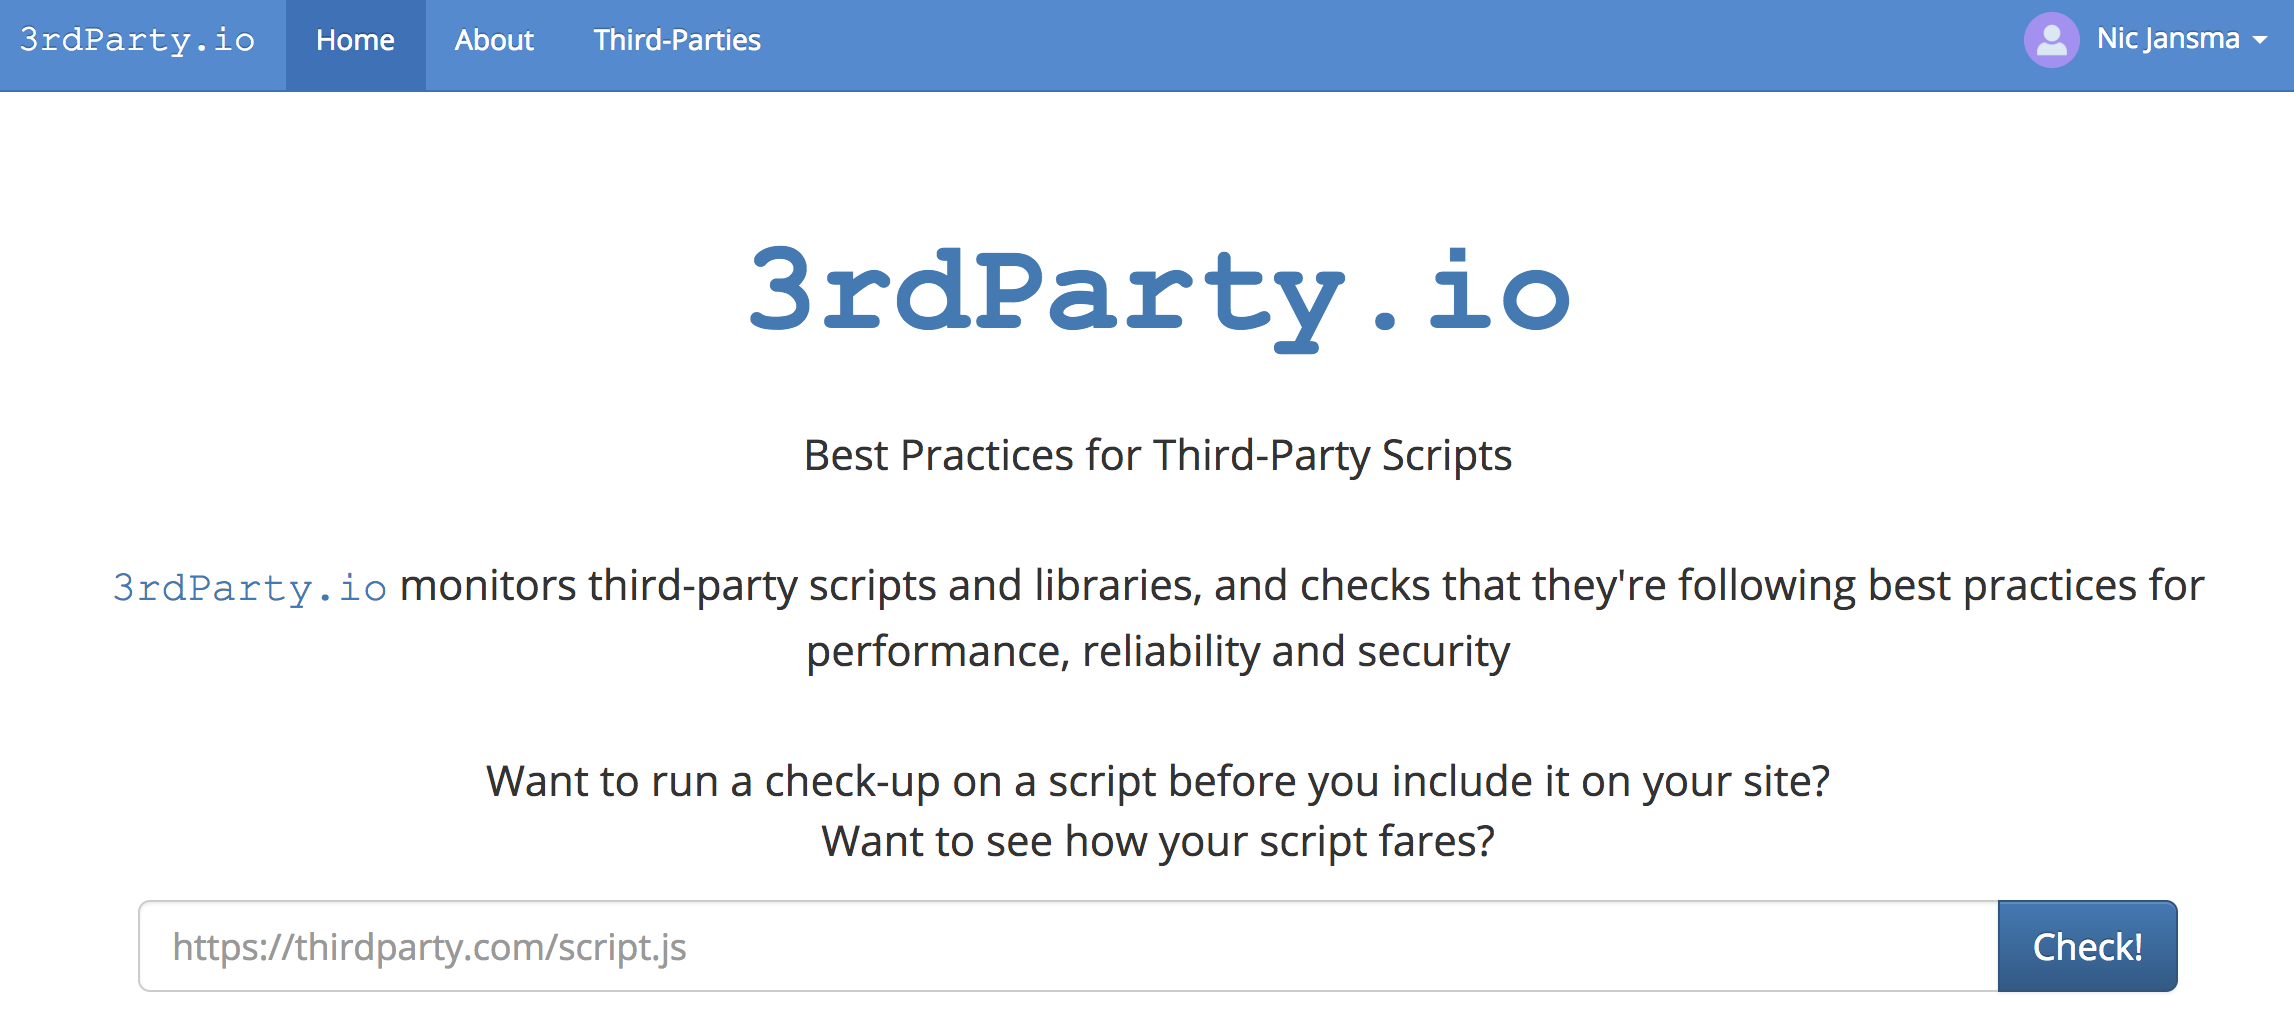 3rdParty.io Home About Third-Parties Nic Jansma
3rdParty.io
Best Practices for Third-Party Scripts
3rdParty.io monitors third-party scripts and libraries, and checks that they're following best practices for
performance, reliability and security
Want to run a check-up on a script before you include it on your site?
Want to see how your script fares?
https://thirdparty.com/script.js Check!